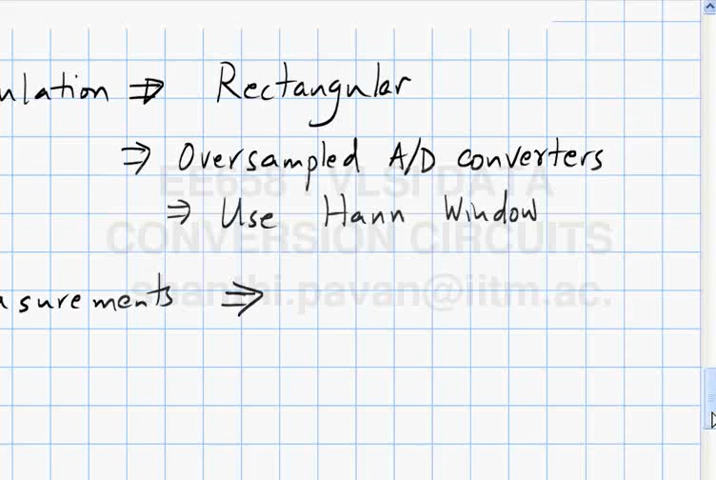 ulation ⇒ Rectangular
⇒ Oversampled A/D converters
EE658 : VLSI DATA
⇒ Use Hann Window
CONVERSION CIRCUITS
asurements ⇒
shanthi.pavan@iitm.ac.